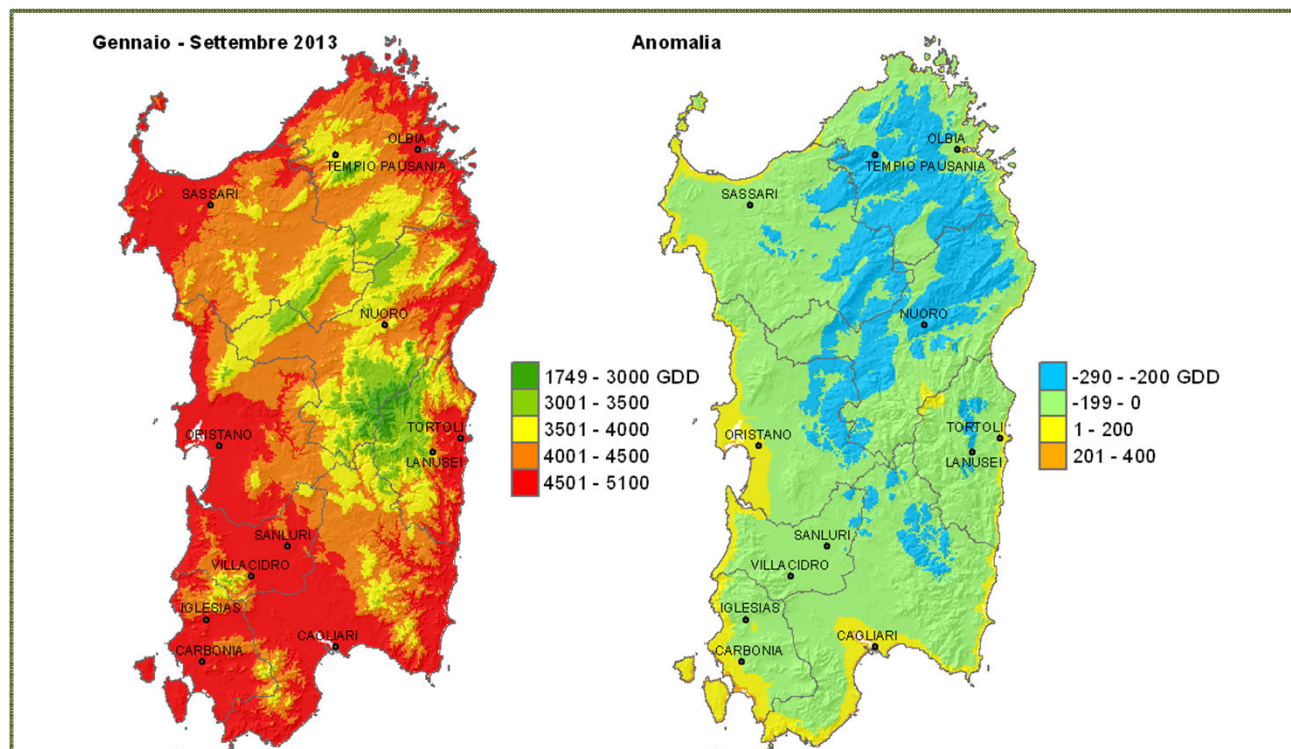 Gennaio - Settembre 2013
OLBIA
TEMPIO PAUSANIA
SASSARI
NUORO
ORISTANO
TORTOLI
LANUSEI
SANLURI
VILLACIDRO
IGLESIAS
CAGLIARI
CARBONIA
1749 - 3000 GDD
3001 - 3500
3501 - 4000
4001 - 4500
4501 - 5100
Anomalia
OLBIA
TEMPIO PAUSANIA
SASSARI
NUORO
ORISTANO
TORTOLI
LANUSEI
SANLURI
VILLACIDRO
IGLESIAS
CAGLIARI
CARBONIA
-290 - -200 GDD
-199 - 0
1 - 200
201 - 400